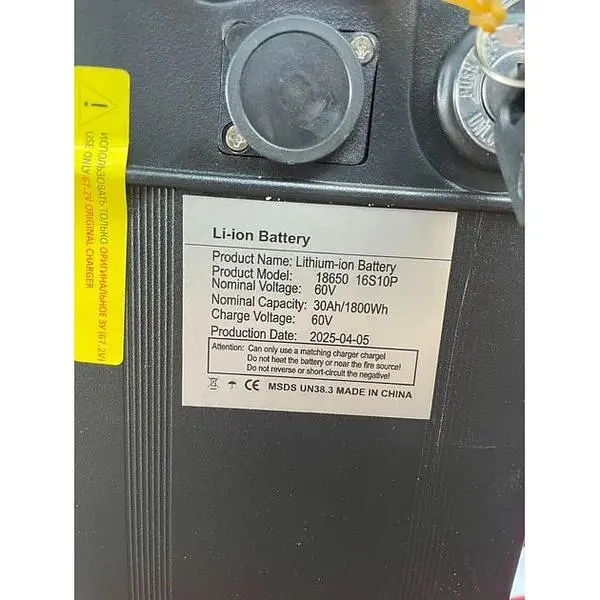 ИСПОЛЬЗОВАТЬ ТОЛЬКО ОРИГИНАЛЬНОЕ ЗУ (67.2V)
USE ONLY 67.2V ORIGINAL CHARGER
PUSH
Li-ion Battery
Product Name: Lithium-ion Battery
Product Model: 18650 16S10P
Nominal Voltage: 60V
Nominal Capacity: 30Ah/1800Wh
Charge Voltage: 60V
Production Date: 2025-04-05
Attention: Can only use a matching charger chargel
Do not heat the battery or near the fire source!
Do not reverse or short-circuit the negative!
CE MSDS UN38.3 MADE IN CHINA